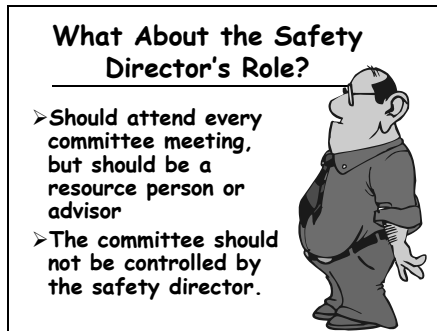 What About the Safety
Director's Role?
➢Should attend every
committee meeting,
but should be a
resource person or
advisor
➢The committee should
not be controlled by
the safety director.